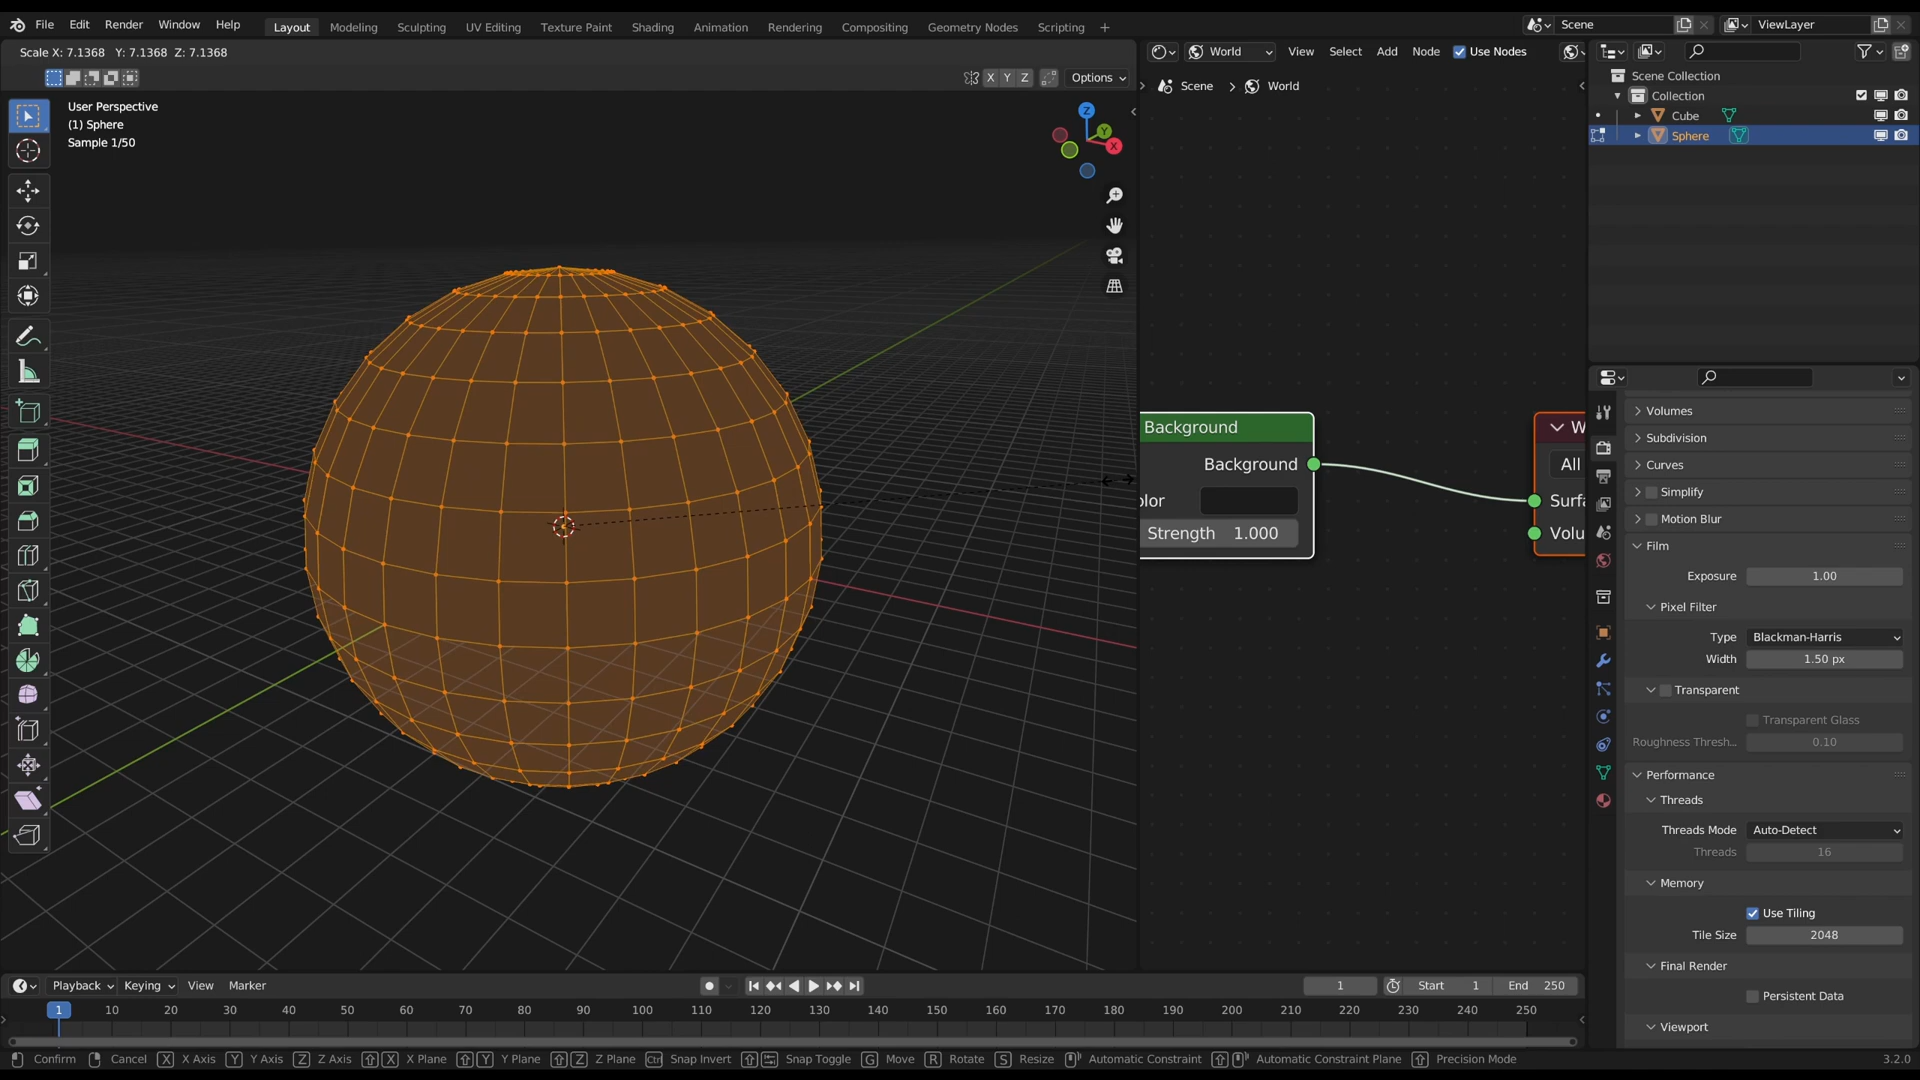 File Edit Render Window Help Layout Modeling Sculpting UV Editing Texture Paint Shading Animation Rendering Compositing Geometry Nodes Scripting + Scene ViewLayer
Scale X: 7.1368 Y: 7.1368 Z: 7.1368
World View Select Add Node Use Nodes
X Y Z Options
Scene > World
User Perspective
(1) Sphere
Sample 1/50
Z
Y
X
Background
Background
olor
Strength 1.000
W
All
Surfa
Volu
Scene Collection
Collection
Cube
Sphere
Volumes
Subdivision
Curves
Simplify
Motion Blur
Film
Exposure 1.00
Pixel Filter
Type Blackman-Harris
Width 1.50 px
Transparent
Transparent Glass
Roughness Thresh... 0.10
Performance
Threads
Threads Mode Auto-Detect
Threads 16
Memory
Use Tiling
Tile Size 2048
Final Render
Persistent Data
Viewport
Playback Keying View Marker 1 Start 1 End 250
1 10 20 30 40 50 60 70 80 90 100 110 120 130 140 150 160 170 180 190 200 210 220 230 240 250
Confirm Cancel X X Axis Y Y Axis Z Z Axis X X Plane Y Y Plane Z Z Plane Ctrl Snap Invert Snap Toggle G Move R Rotate S Resize Automatic Constraint Automatic Constraint Plane Precision Mode 3.2.0